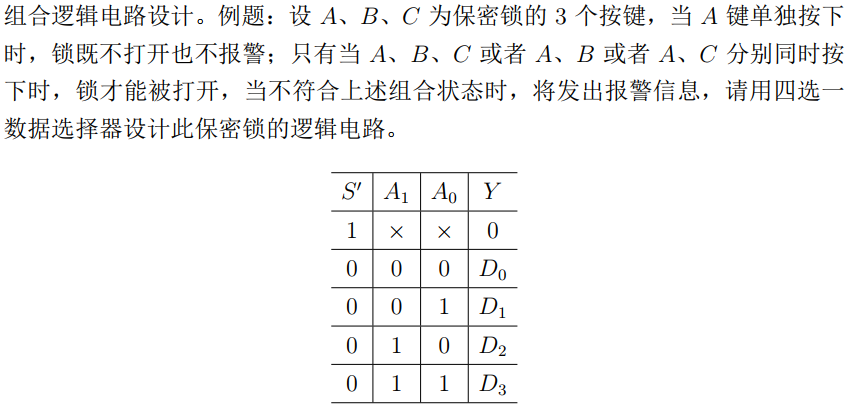 组合逻辑电路设计。例题：设 A、B、C 为保密锁的 3 个按键，当 A 键单独按下
时，锁既不打开也不报警；只有当 A、B、C 或者 A、B 或者 A、C 分别同时按
下时，锁才能被打开，当不符合上述组合状态时，将发出报警信息，请用四选一
数据选择器设计此保密锁的逻辑电路。
S′ A₁ A₀ Y
1 × × 0
0 0 0 D₀
0 0 1 D₁
0 1 0 D₂
0 1 1 D₃